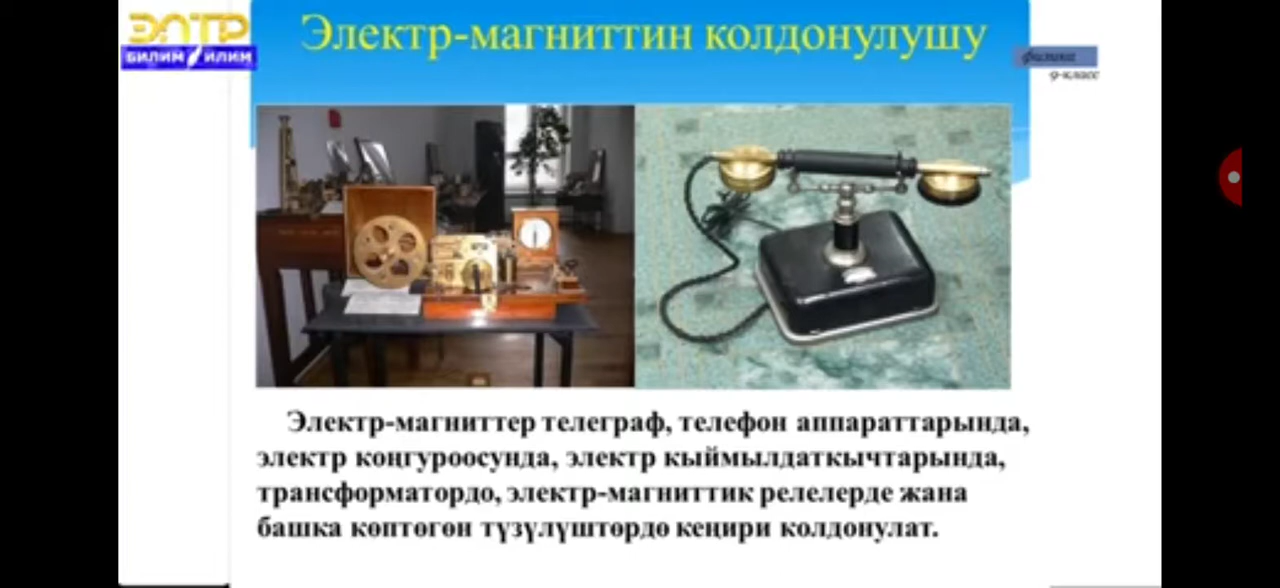 ЭЛТР
БИЛИМ ИЛИМ
Электр-магниттин колдонулушу
физика
9-класс
Электр-магниттер телеграф, телефон аппараттарында,
электр коңгуроосунда, электр кыймылдаткычтарында,
трансформатордо, электр-магниттик релелерде жана
башка көптөгөн түзүлүштөрдө кеңири колдонулат.